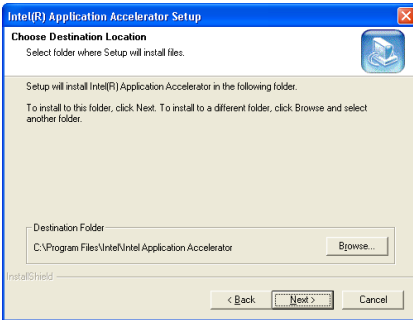 Intel(R) Application Accelerator Setup
Choose Destination Location
Select folder where Setup will install files.
Setup will install Intel(R) Application Accelerator in the following folder.
To install to this folder, click Next. To install to a different folder, click Browse and select
another folder.
Destination Folder
C:\Program Files\Intel\Intel Application Accelerator
Browse...
InstallShield
< Back
Next >
Cancel